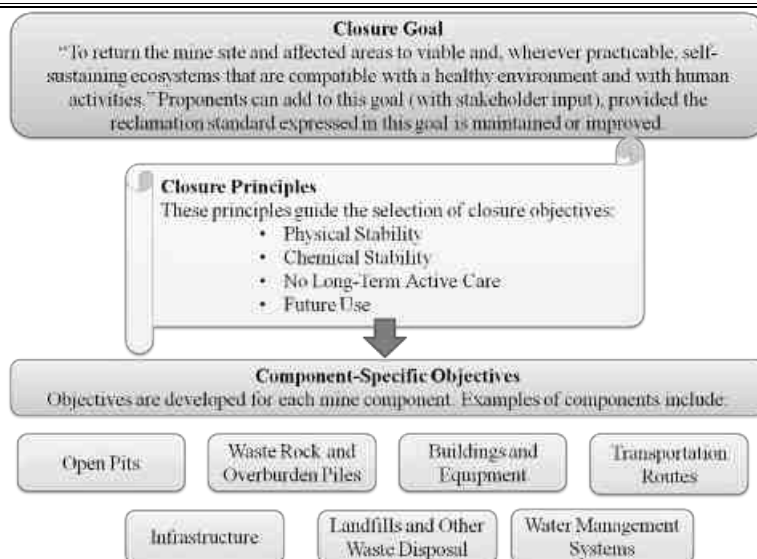 Closure Goal
"To return the mine site and affected areas to viable and, wherever practicable, self-
sustaining ecosystems that are compatible with a healthy environment and with human
activities." Proponents can add to this goal (with stakeholder input), provided the
reclamation standard expressed in this goal is maintained or improved.
Closure Principles
These principles guide the selection of closure objectives:
• Physical Stability
• Chemical Stability
• No Long-Term Active Care
• Future Use
Component-Specific Objectives
Objectives are developed for each mine component. Examples of components include:
Open Pits
Waste Rock and
Overburden Piles
Buildings and
Equipment
Transportation
Routes
Infrastructure
Landfills and Other
Waste Disposal
Water Management
Systems